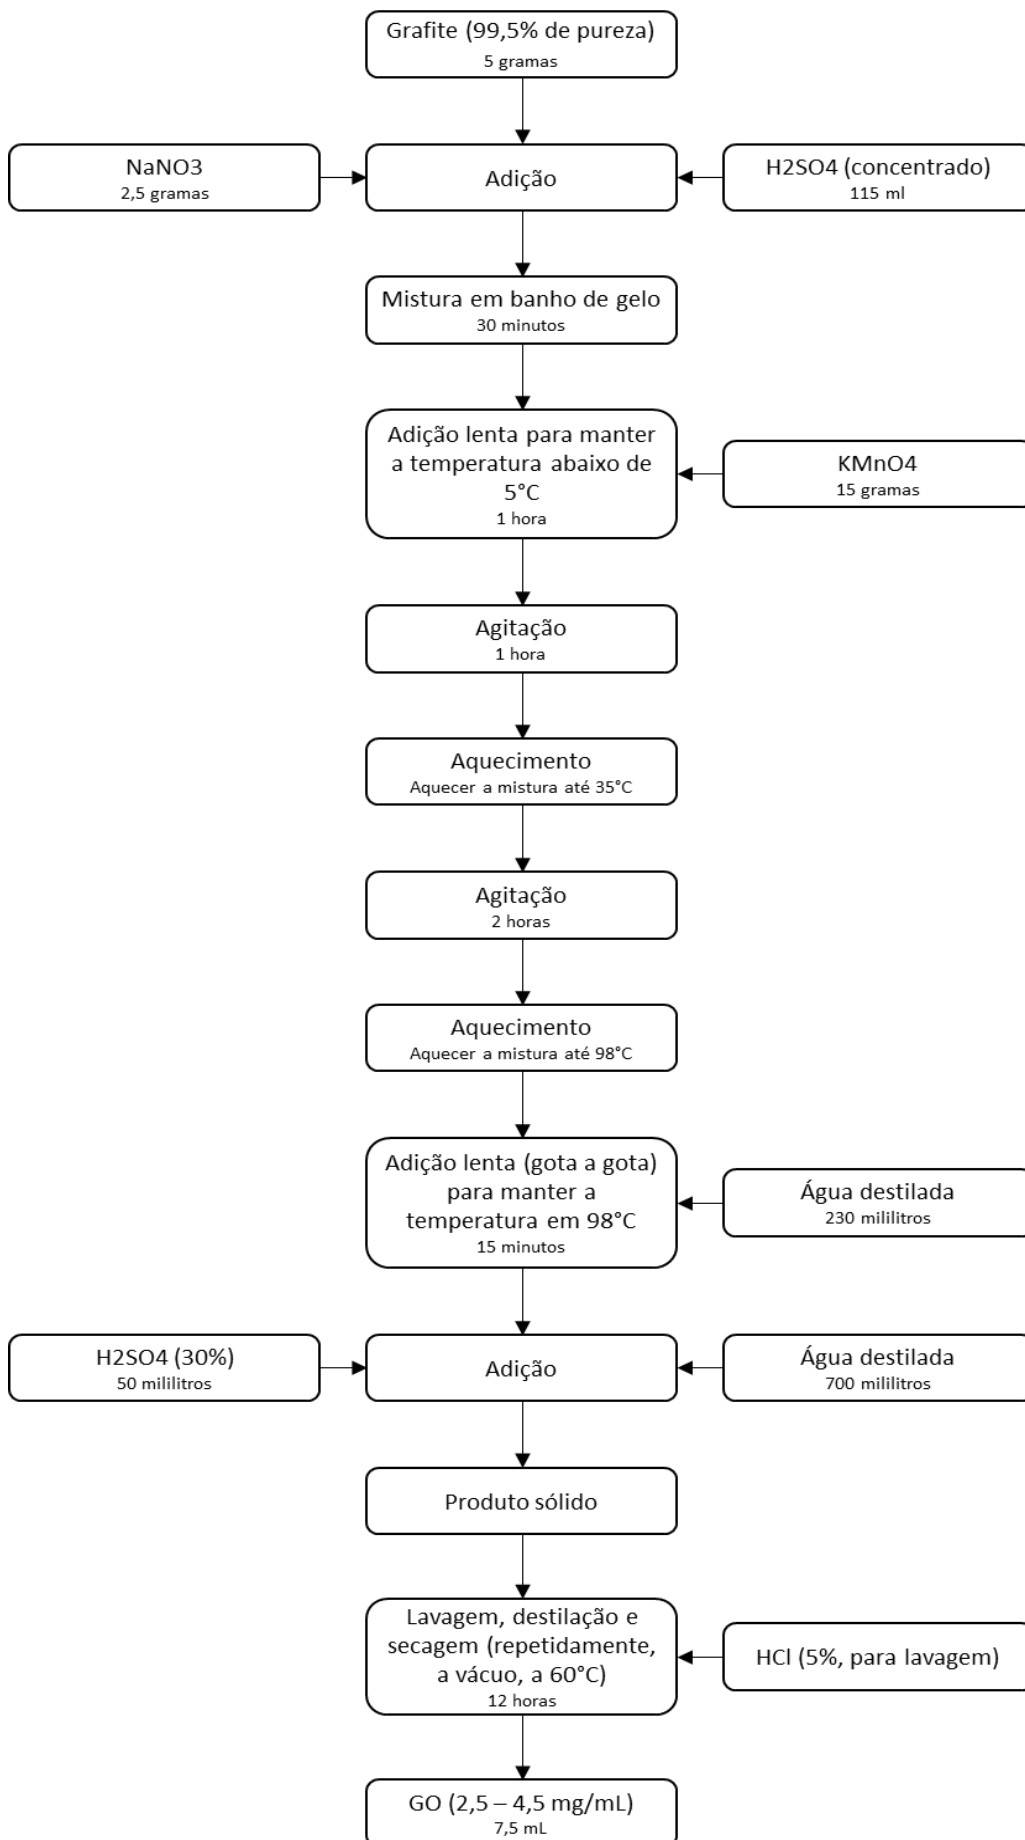 Grafite (99,5% de pureza)
5 gramas
NaNO3
2,5 gramas
Adição
H2SO4 (concentrado)
115 ml
Mistura em banho de gelo
30 minutos
Adição lenta para manter
a temperatura abaixo de
5°C
1 hora
KMnO4
15 gramas
Agitação
1 hora
Aquecimento
Aquecer a mistura até 35°C
Agitação
2 horas
Aquecimento
Aquecer a mistura até 98°C
Adição lenta (gota a gota)
para manter a
temperatura em 98°C
15 minutos
Água destilada
230 mililitros
H2SO4 (30%)
50 mililitros
Adição
Água destilada
700 mililitros
Produto sólido
Lavagem, destilação e
secagem (repetidamente,
a vácuo, a 60°C)
12 horas
HCl (5%, para lavagem)
GO (2,5 – 4,5 mg/mL)
7,5 mL